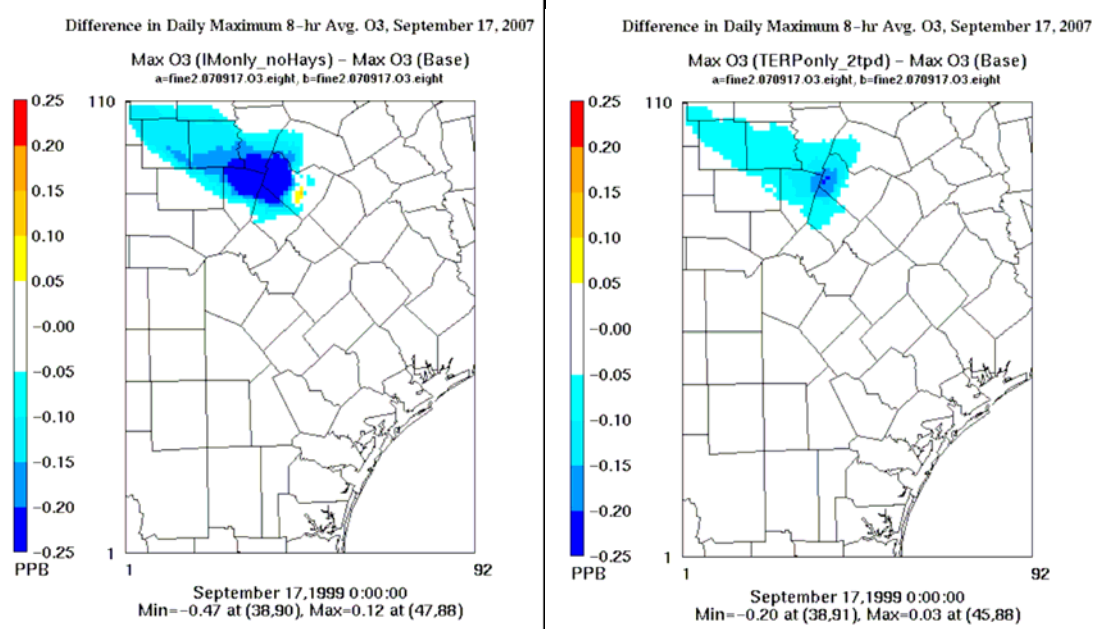 Difference in Daily Maximum 8-hr Avg. O3, September 17, 2007
Max O3 (IMonly_noHays) - Max O3 (Base)
a=fine2.070917.O3.eight, b=fine2.070917.O3.eight
0.25
0.20
0.15
0.10
0.05
-0.00
-0.05
-0.10
-0.15
-0.20
-0.25
PPB
110
1
1
92
September 17,1999 0:00:00
Min=-0.47 at (38,90), Max=0.12 at (47,88)
Difference in Daily Maximum 8-hr Avg. O3, September 17, 2007
Max O3 (TERPonly_2tpd) - Max O3 (Base)
a=fine2.070917.O3.eight, b=fine2.070917.O3.eight
0.25
0.20
0.15
0.10
0.05
-0.00
-0.05
-0.10
-0.15
-0.20
-0.25
PPB
110
1
1
92
September 17,1999 0:00:00
Min=-0.20 at (38,91), Max=0.03 at (45,88)